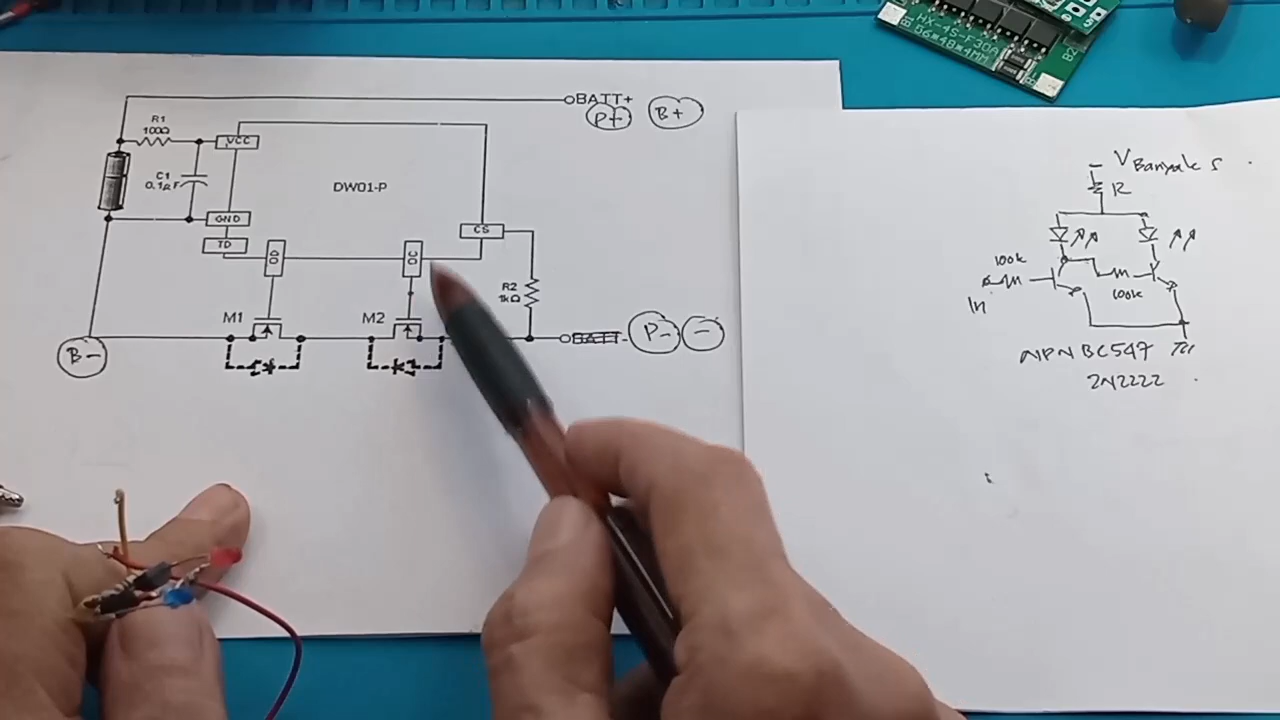 HX-4S-F30A
BATT+
P+
B+
R1
100Ω
VCC
C1
0.1µF
DW01-P
GND
TD
OD
OC
CS
R2
1kΩ
M1
M2
B-
BATT-
P-
-
V Banyak S
R
100k
100k
In
NPN BC547
2N2222